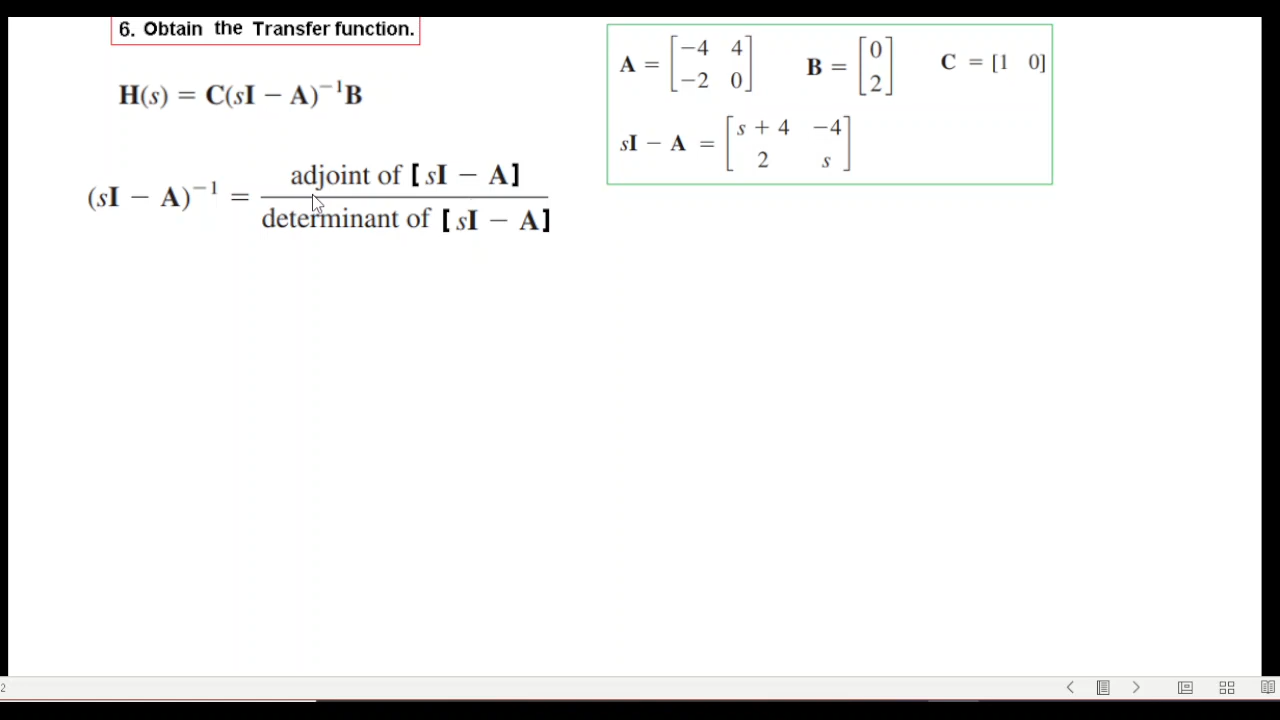 6. Obtain the Transfer function.
H(s) = C(sI − A)⁻¹B
(sI − A)⁻¹ = adjoint of [sI − A] / determinant of [sI − A]
A = [−4 4; −2 0] B = [0; 2] C = [1 0]
sI − A = [s + 4 −4; 2 s]
2